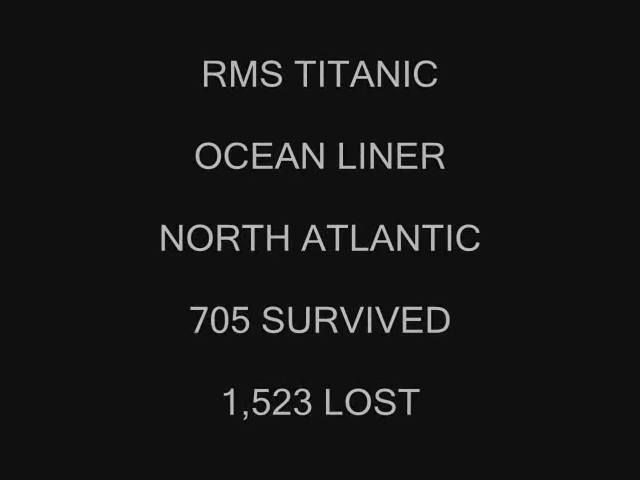 RMS TITANIC
OCEAN LINER
NORTH ATLANTIC
705 SURVIVED
1,523 LOST